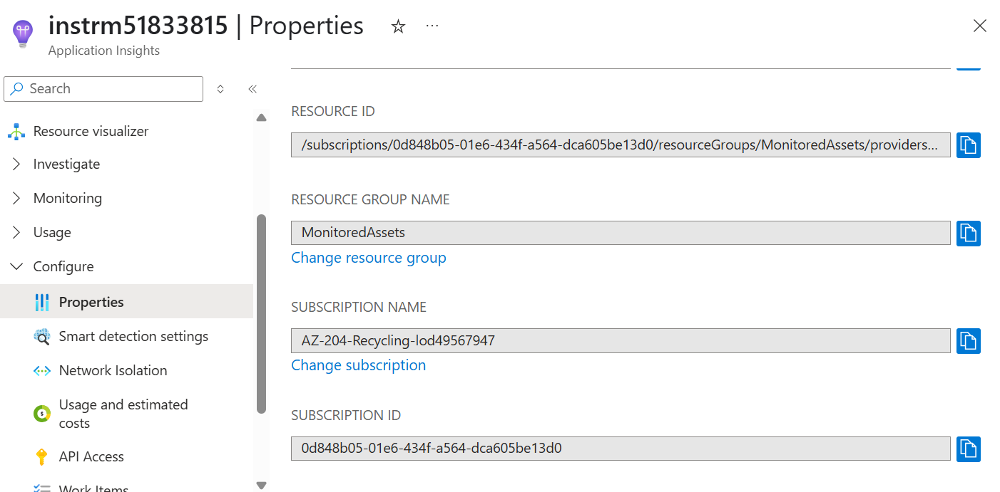 instrm51833815 | Properties
Application Insights
Search
Resource visualizer
Investigate
Monitoring
Usage
Configure
Properties
Smart detection settings
Network Isolation
Usage and estimated
costs
API Access
Work Items
RESOURCE ID
/subscriptions/0d848b05-01e6-434f-a564-dca605be13d0/resourceGroups/MonitoredAssets/providers...
RESOURCE GROUP NAME
MonitoredAssets
Change resource group
SUBSCRIPTION NAME
AZ-204-Recycling-lod49567947
Change subscription
SUBSCRIPTION ID
0d848b05-01e6-434f-a564-dca605be13d0